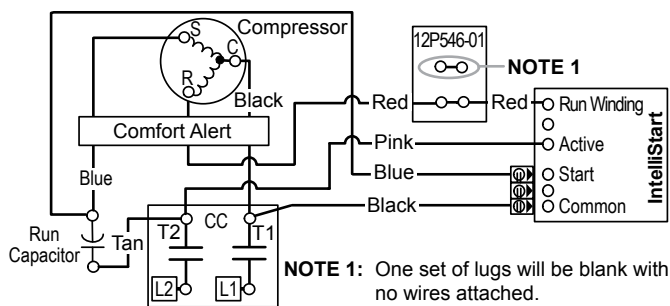 Compressor
S
C
R
12P546-01
NOTE 1
Black
Red
Red
Run Winding
Comfort Alert
Pink
Active
Blue
Blue
Start
Black
Common
IntelliStart
Run
Capacitor
Tan
T2
CC
T1
L2
L1
NOTE 1: One set of lugs will be blank with
no wires attached.